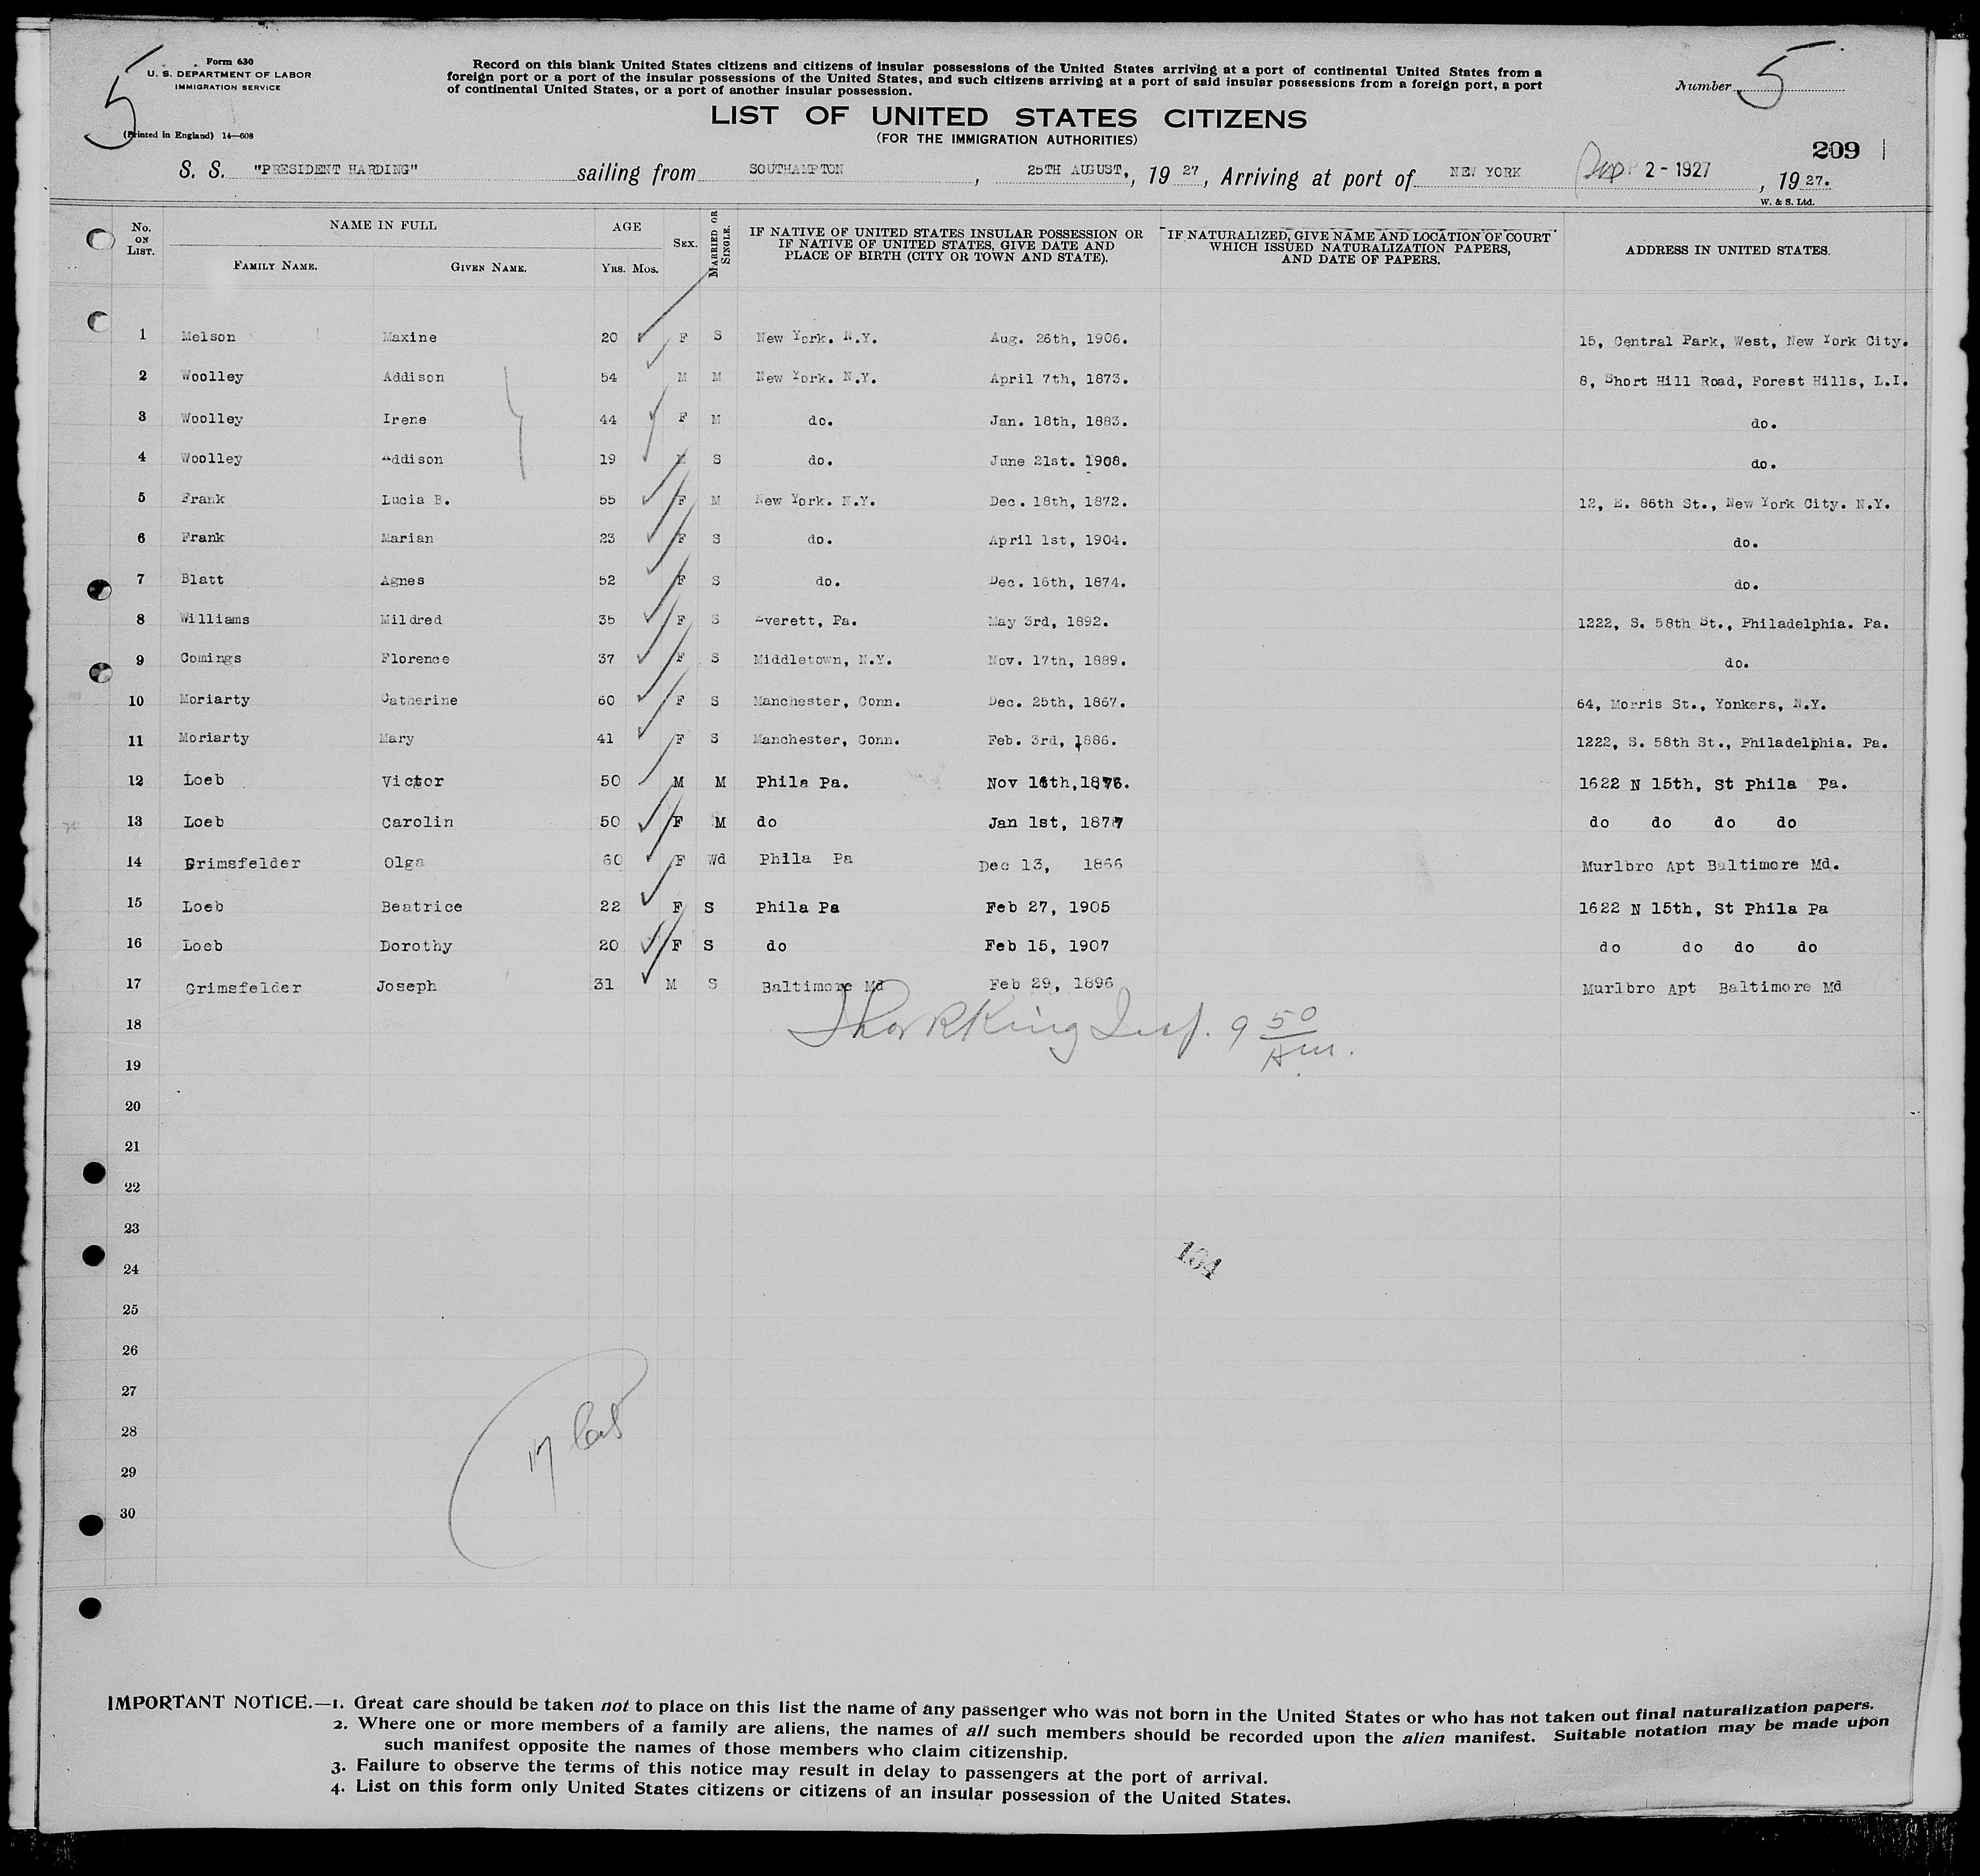 5
Form 630
U. S. DEPARTMENT OF LABOR
IMMIGRATION SERVICE
(Printed in England) 14—608
Record on this blank United States citizens and citizens of insular possessions of the United States arriving at a port of continental United States from a
foreign port or a port of the insular possessions of the United States, and such citizens arriving at a port of said insular possessions from a foreign port, a port
of continental United States, or a port of another insular possession.
Number 5
LIST OF UNITED STATES CITIZENS
(FOR THE IMMIGRATION AUTHORITIES)
209
S. S. "PRESIDENT HARDING" sailing from SOUTHAMPTON, 25TH AUGUST., 19 27, Arriving at port of NEW YORK Sep 2 - 1927, 19 27.
W. & S. Ltd.
No. ON LIST. NAME IN FULL FAMILY NAME. GIVEN NAME. AGE YRS. MOS. SEX. MARRIED OR SINGLE. IF NATIVE OF UNITED STATES INSULAR POSSESSION OR IF NATIVE OF UNITED STATES, GIVE DATE AND PLACE OF BIRTH (CITY OR TOWN AND STATE). IF NATURALIZED, GIVE NAME AND LOCATION OF COURT WHICH ISSUED NATURALIZATION PAPERS, AND DATE OF PAPERS. ADDRESS IN UNITED STATES.
1 Melson Maxine 20 F S New York. N.Y. Aug. 26th, 1906. 15, Central Park, West, New York City.
2 Woolley Addison 54 M M New York. N.Y. April 7th, 1873. 8, Short Hill Road, Forest Hills, L.I.
3 Woolley Irene 44 F M do. Jan. 18th, 1883. do.
4 Woolley Addison 19 M S do. June 21st. 1908. do.
5 Frank Lucia B. 55 F M New York. N.Y. Dec. 18th, 1872. 12, E. 86th St., New York City. N.Y.
6 Frank Marian 23 F S do. April 1st, 1904. do.
7 Blatt Agnes 52 F S do. Dec. 16th, 1874. do.
8 Williams Mildred 35 F S Everett, Pa. May 3rd, 1892. 1222, S. 58th St., Philadelphia. Pa.
9 Comings Florence 37 F S Middletown, N.Y. Nov. 17th, 1889. do.
10 Moriarty Catherine 60 F S Manchester, Conn. Dec. 25th, 1867. 64, Morris St., Yonkers, N.Y.
11 Moriarty Mary 41 F S Manchester, Conn. Feb. 3rd, 1886. 1222, S. 58th St., Philadelphia. Pa.
12 Loeb Victor 50 M M Phila Pa. Nov 16th,1876. 1622 N 15th, St Phila Pa.
13 Loeb Carolin 50 F M do Jan 1st, 1877 do do do do
14 Grimsfelder Olga 60 F Wd Phila Pa Dec 13, 1866 Murlbro Apt Baltimore Md.
15 Loeb Beatrice 22 F S Phila Pa Feb 27, 1905 1622 N 15th, St Phila Pa
16 Loeb Dorothy 20 F S do Feb 15, 1907 do do do do
17 Grimsfelder Joseph 31 M S Baltimore Md Feb 29, 1896 Murlbro Apt Baltimore Md
18 King Insp. 9 50 Am.
19
20
21
22
23
24
25
26
27
28
29
30
17
IMPORTANT NOTICE.—1. Great care should be taken not to place on this list the name of any passenger who was not born in the United States or who has not taken out final naturalization papers.
2. Where one or more members of a family are aliens, the names of all such members should be recorded upon the alien manifest. Suitable notation may be made upon
such manifest opposite the names of those members who claim citizenship.
3. Failure to observe the terms of this notice may result in delay to passengers at the port of arrival.
4. List on this form only United States citizens or citizens of an insular possession of the United States.